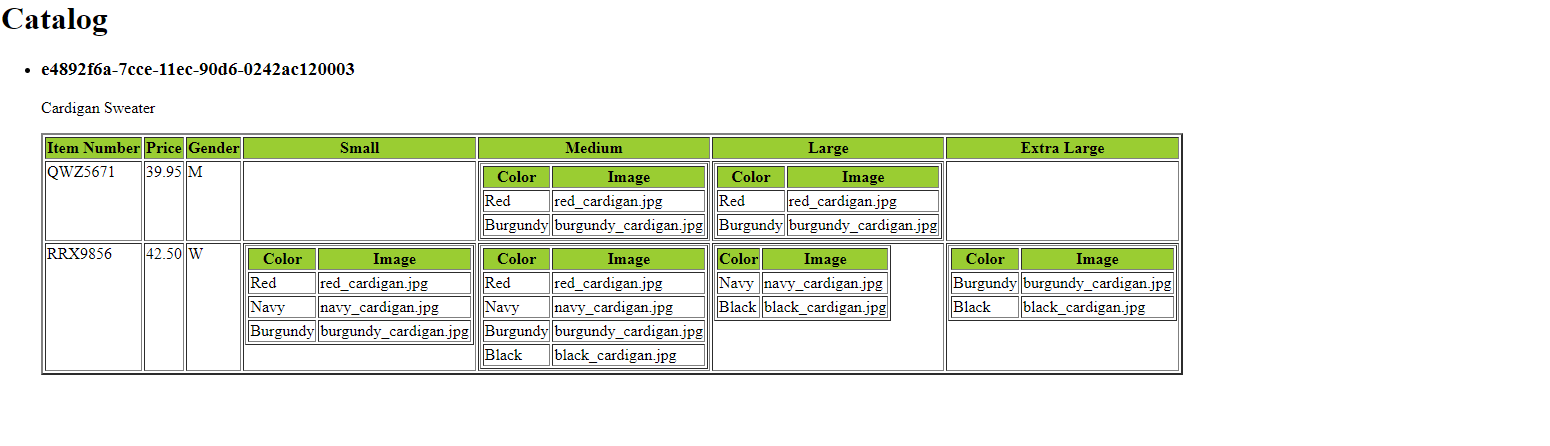 Catalog
e4892f6a-7cce-11ec-90d6-0242ac120003
Cardigan Sweater
Item Number Price Gender Small Medium Large Extra Large
QWZ5671 39.95 M
Color Image Color Image
Red red_cardigan.jpg Red red_cardigan.jpg
Burgundy burgundy_cardigan.jpg Burgundy burgundy_cardigan.jpg
RRX9856 42.50 W
Color Image Color Image Color Image Color Image
Red red_cardigan.jpg Red red_cardigan.jpg Navy navy_cardigan.jpg Burgundy burgundy_cardigan.jpg
Navy navy_cardigan.jpg Navy navy_cardigan.jpg Black black_cardigan.jpg Black black_cardigan.jpg
Burgundy burgundy_cardigan.jpg Burgundy burgundy_cardigan.jpg
Black black_cardigan.jpg